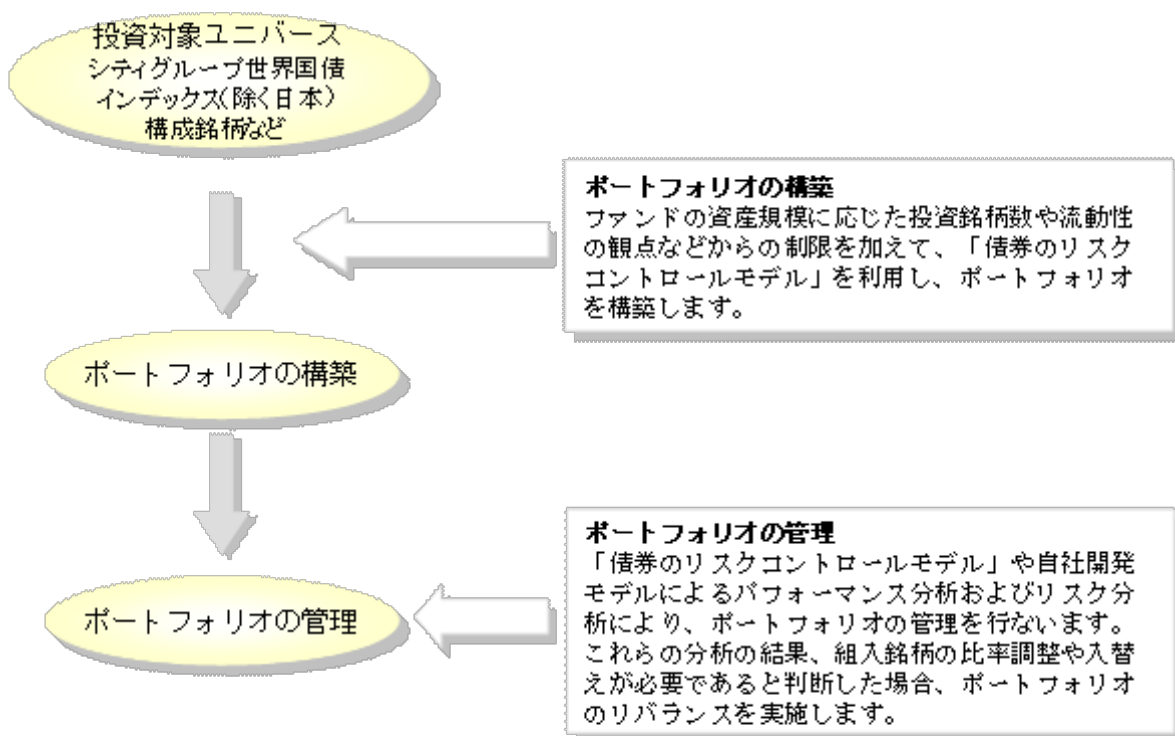 投資対象ユニバース
シティグループ世界国債
インデックス(除く日本)
構成銘柄など
ポートフォリオの構築
ファンドの資産規模に応じた投資銘柄数や流動性
の観点などからの制限を加えて、「債券のリスク
コントロールモデル」を利用し、ポートフォリオ
を構築します。
ポートフォリオの構築
ポートフォリオの管理
「債券のリスクコントロールモデル」や自社開発
モデルによるパフォーマンス分析およびリスク分
析により、ポートフォリオの管理を行ないます。
これらの分析の結果、組入銘柄の比率調整や入替
えが必要であると判断した場合、ポートフォリオ
のリバランスを実施します。
ポートフォリオの管理